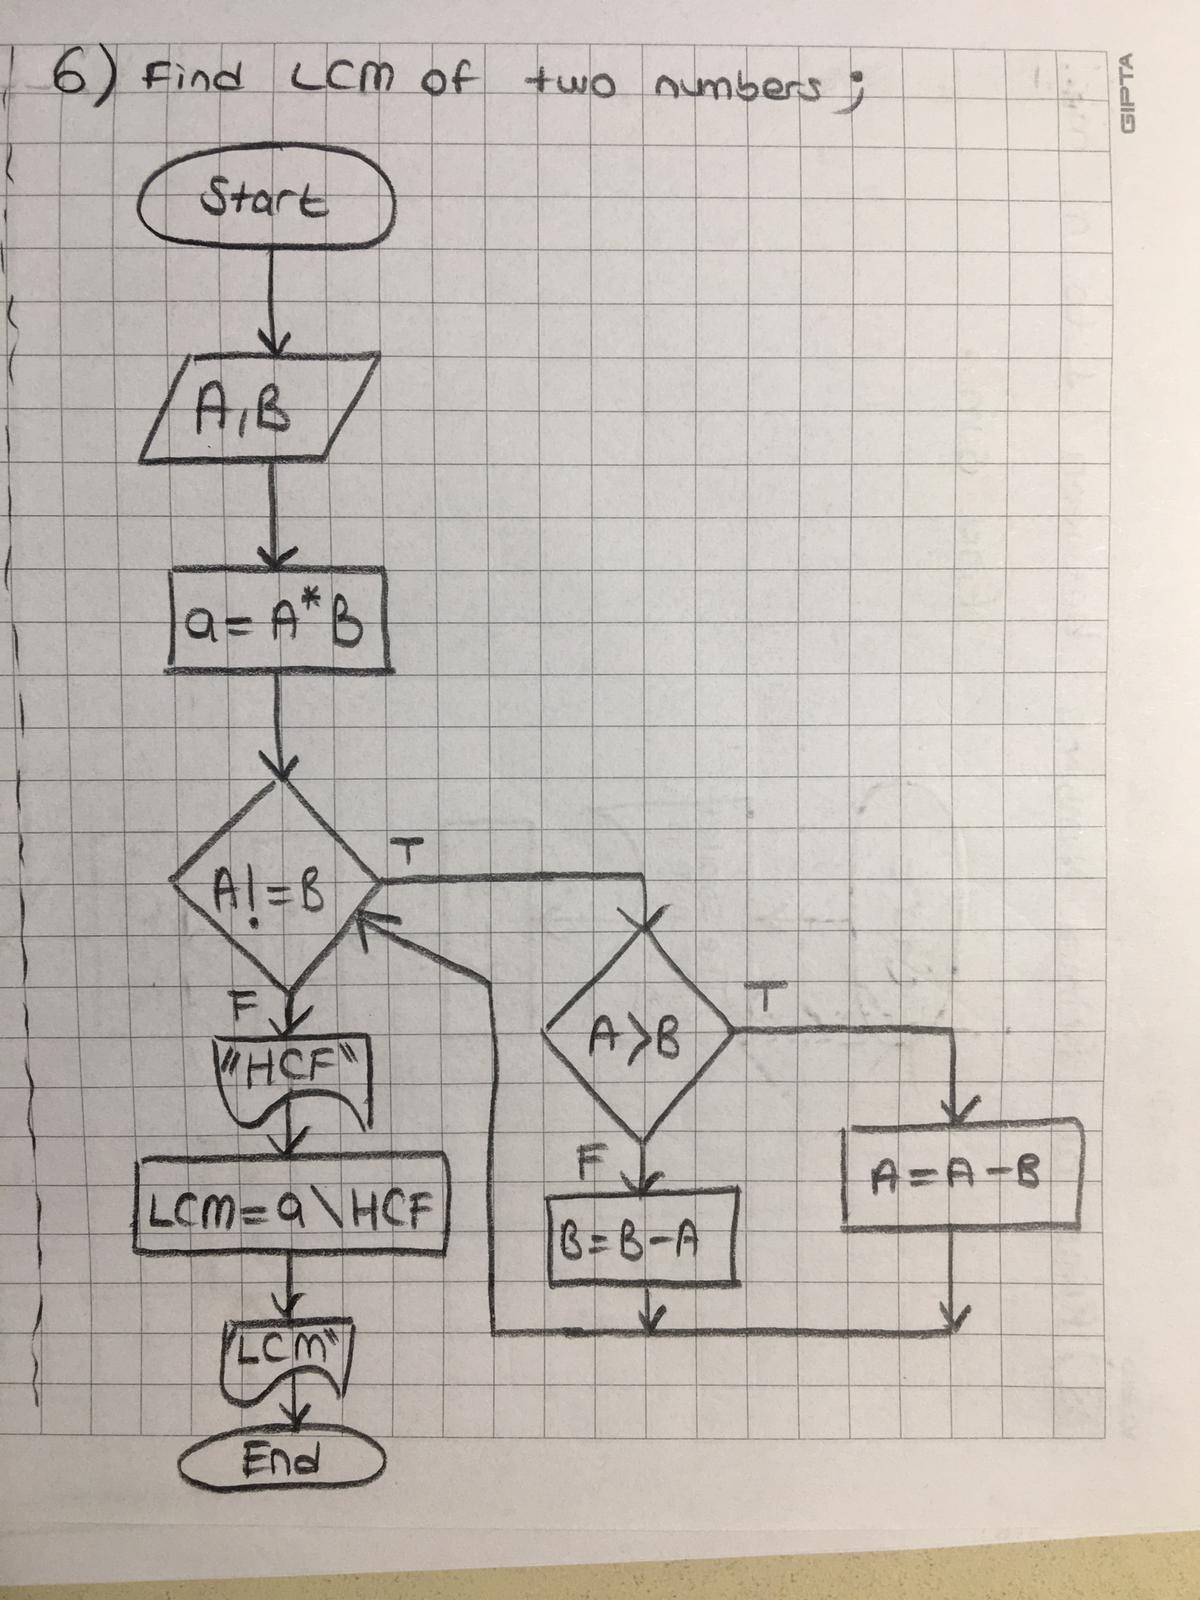 6) Find LCM of two numbers;
GIPTA
Start
A,B
a = A * B
A! = B
T
F
A > B
T
F
A = A - B
B = B - A
"HCF"
LCM = a \ HCF
"LCM"
End